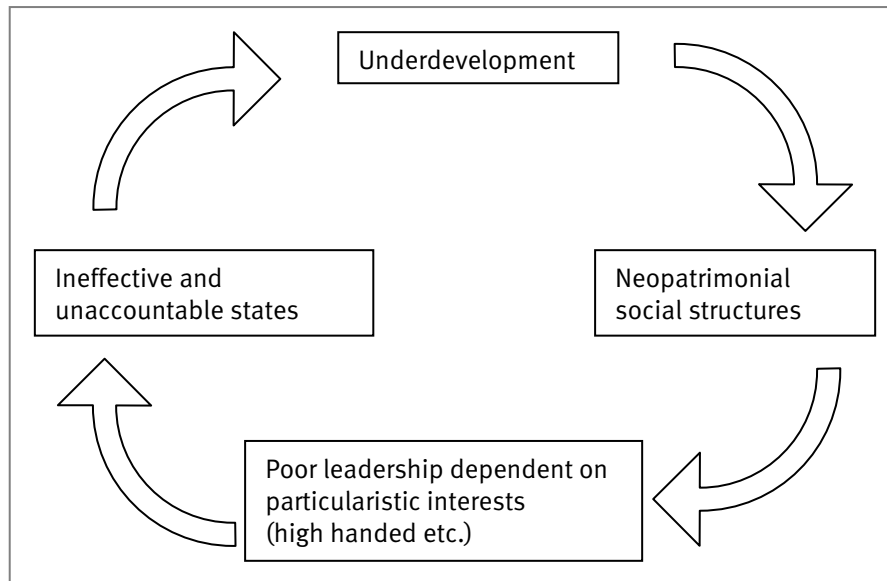 Underdevelopment
Neopatrimonial
social structures
Poor leadership dependent on
particularistic interests
(high handed etc.)
Ineffective and
unaccountable states